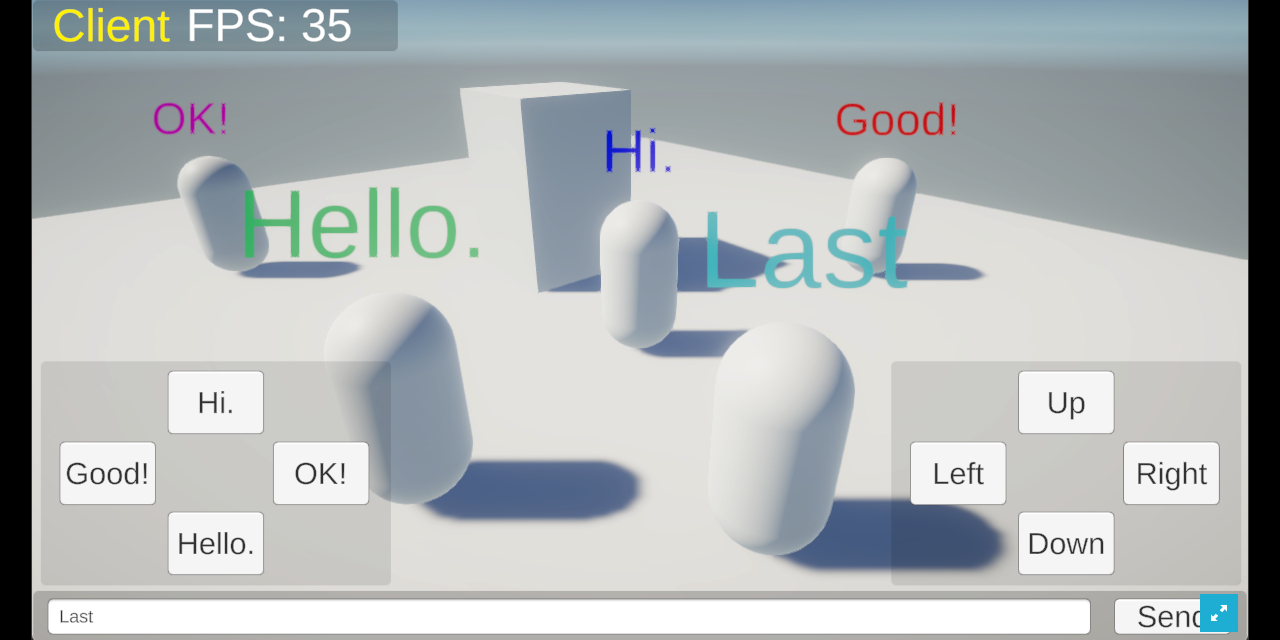 Client FPS: 35
OK!
Good!
Hi.
Hello.
Last
Hi.
Good!
OK!
Hello.
Up
Left
Right
Down
Last
Send